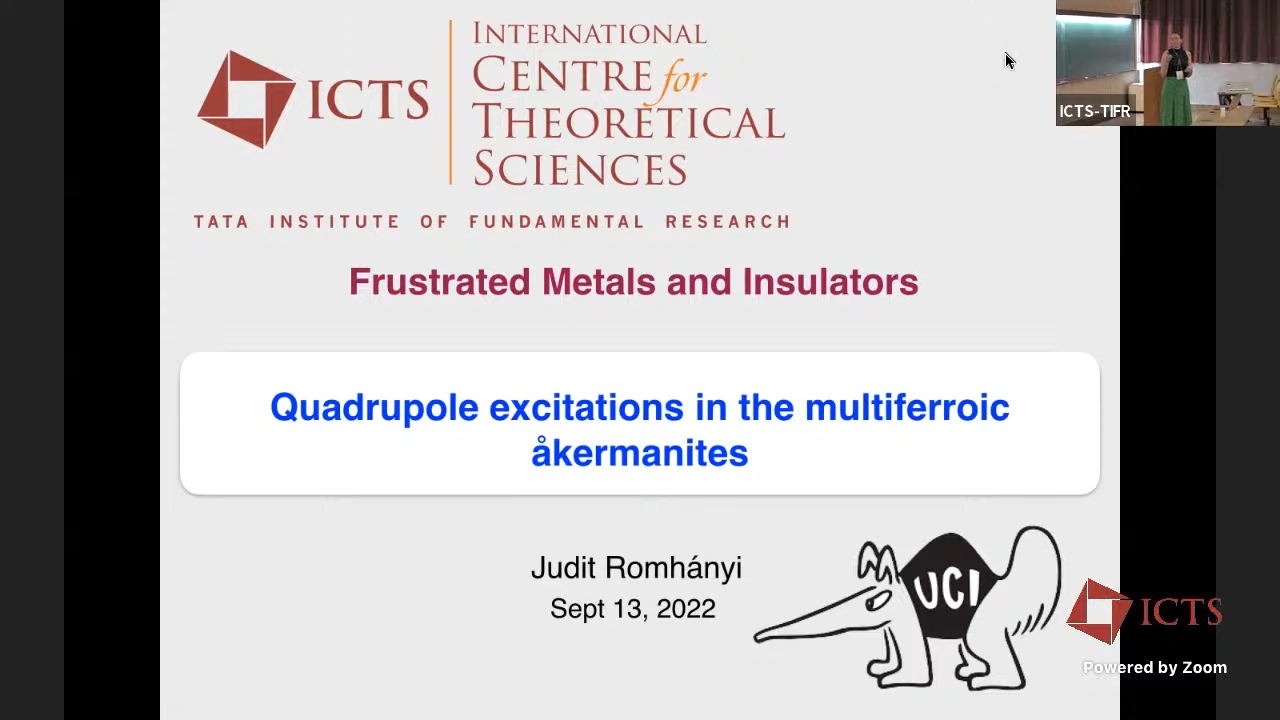 ICTS
INTERNATIONAL
CENTRE for
THEORETICAL
SCIENCES
TATA INSTITUTE OF FUNDAMENTAL RESEARCH
ICTS-TIFR
Frustrated Metals and Insulators
Quadrupole excitations in the multiferroic
åkermanites
Judit Romhányi
Sept 13, 2022
UCI
ICTS
Powered by Zoom